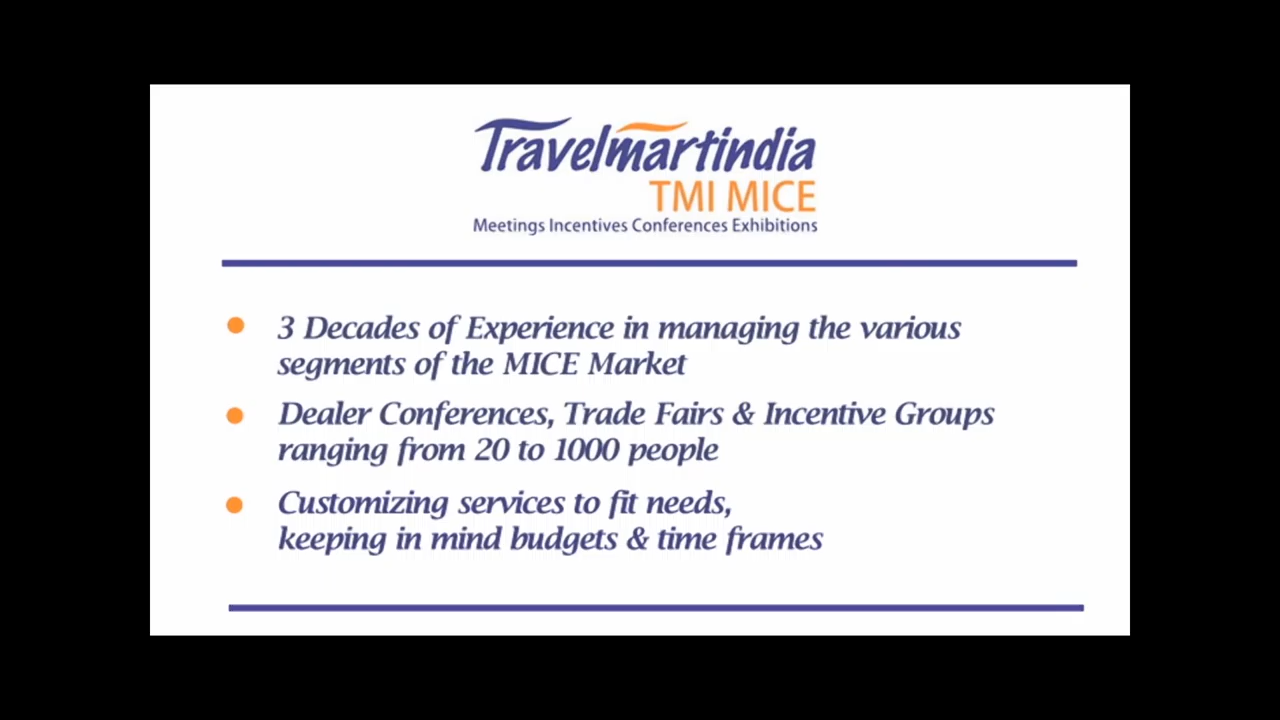 Travelmartindia
TMI MICE
Meetings Incentives Conferences Exhibitions
3 Decades of Experience in managing the various
segments of the MICE Market
Dealer Conferences, Trade Fairs & Incentive Groups
ranging from 20 to 1000 people
Customizing services to fit needs,
keeping in mind budgets & time frames